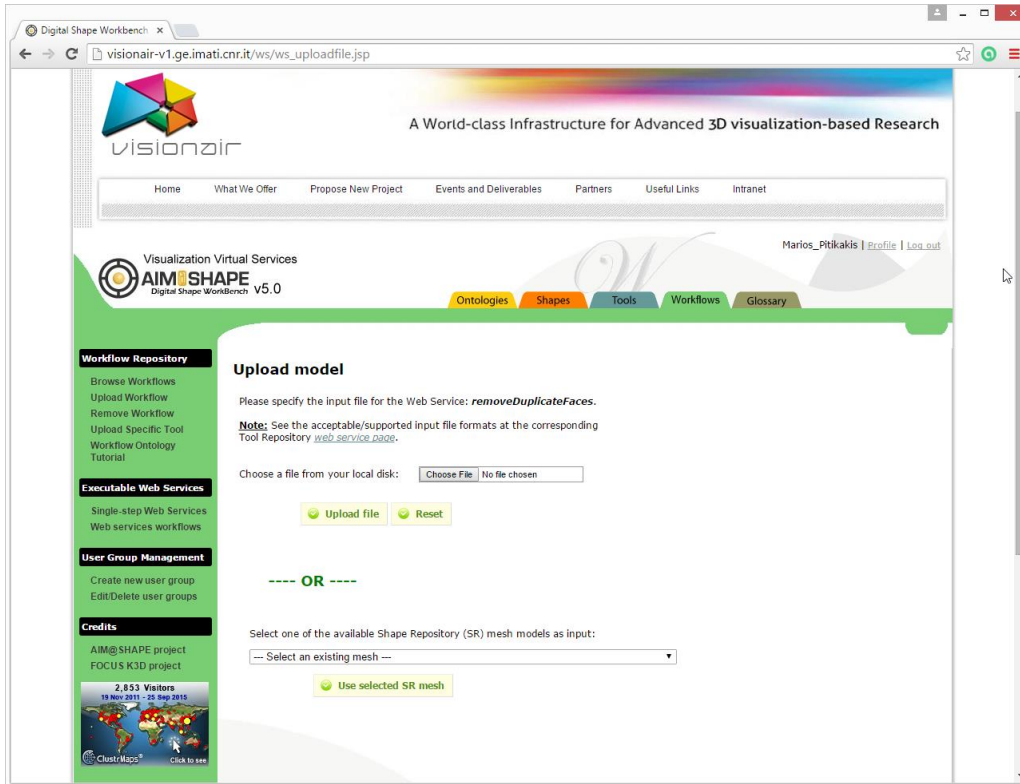 Digital Shape Workbench
visionair-v1.ge.imati.cnr.it/ws/ws_uploadfile.jsp
A World-class Infrastructure for Advanced 3D visualization-based Research
visionair
Home What We Offer Propose New Project Events and Deliverables Partners Useful Links Intranet
Marios_Pitikakis | Profile | Log out
Visualization Virtual Services
AIM@SHAPE
Digital Shape WorkBench v5.0
Ontologies Shapes Tools Workflows Glossary
Workflow Repository
Browse Workflows
Upload Workflow
Remove Workflow
Upload Specific Tool
Workflow Ontology
Tutorial
Executable Web Services
Single-step Web Services
Web services workflows
User Group Management
Create new user group
Edit/Delete user groups
Credits
AIM@SHAPE project
FOCUS K3D project
2,853 Visitors
19 Nov 2011 - 25 Sep 2015
ClustrMaps® Click to see
Upload model
Please specify the input file for the Web Service: removeDuplicateFaces.
Note: See the acceptable/supported input file formats at the corresponding
Tool Repository web service page.
Choose a file from your local disk: Choose File No file chosen
Upload file Reset
---- OR ----
Select one of the available Shape Repository (SR) mesh models as input:
--- Select an existing mesh ---
Use selected SR mesh